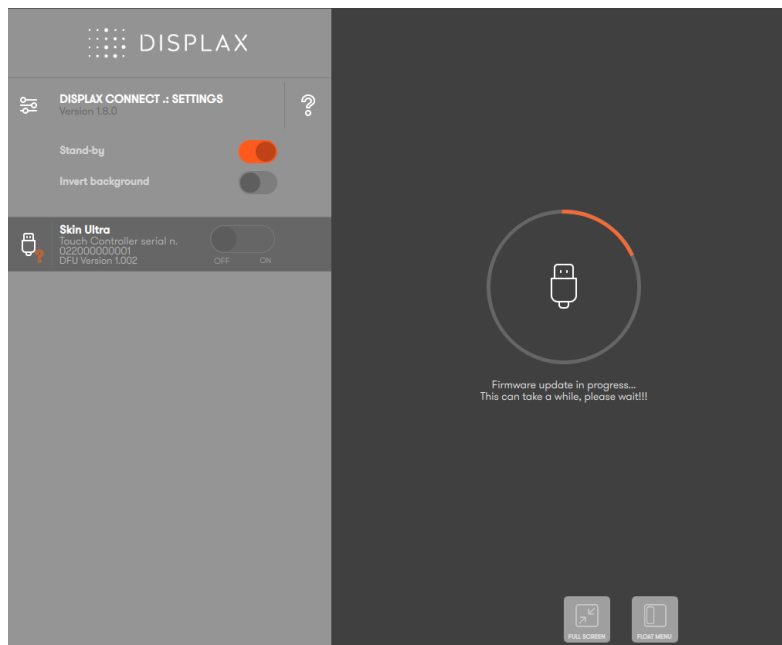 DISPLAX
DISPLAX CONNECT .: SETTINGS
Version 1.8.0
Stand-by
Invert background
Skin Ultra
Touch Controller serial n.
022000000001
DFU Version 1.002
OFF ON
Firmware update in progress...
This can take a while, please wait!!!
FULL SCREEN
FLOAT MENU